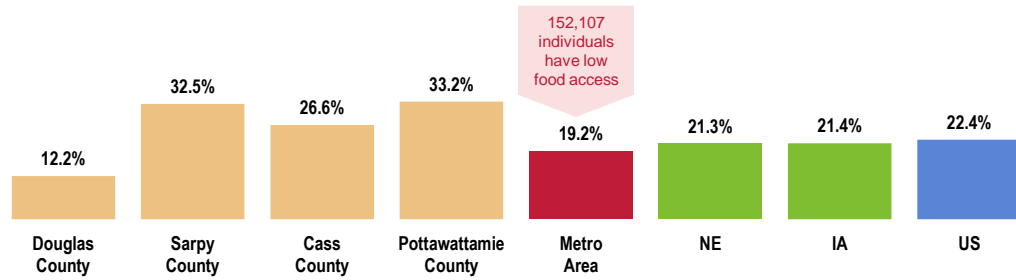 152,107
individuals
have low
food access
12.2%
32.5%
26.6%
33.2%
19.2%
21.3%
21.4%
22.4%
Douglas
County
Sarpy
County
Cass
County
Pottawattamie
County
Metro
Area
NE
IA
US